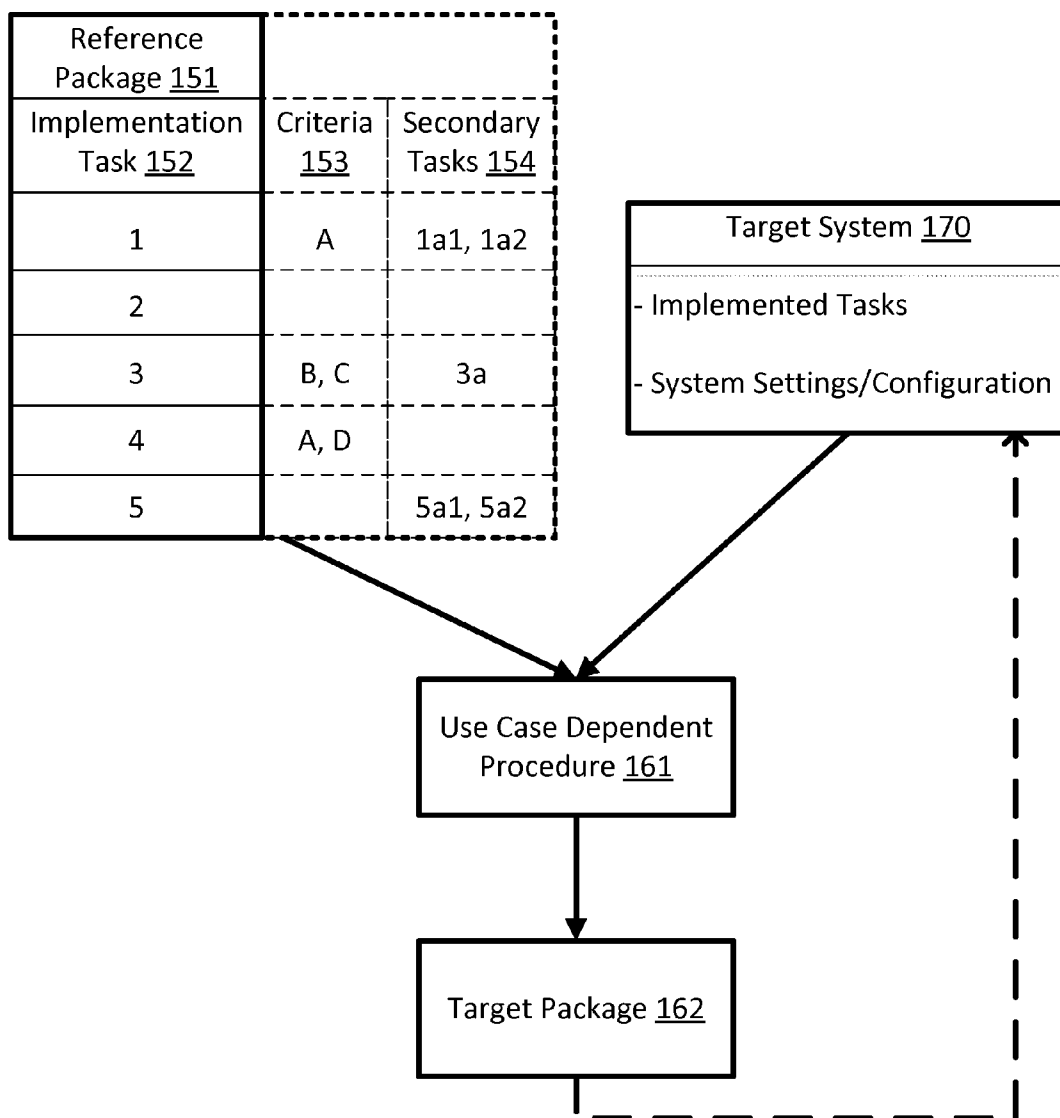 Reference
Package 151
Implementation
Task 152
Criteria
153
Secondary
Tasks 154
1
A
1a1, 1a2
2
3
B, C
3a
4
A, D
5
5a1, 5a2
Target System 170
- Implemented Tasks
- System Settings/Configuration
Use Case Dependent
Procedure 161
Target Package 162